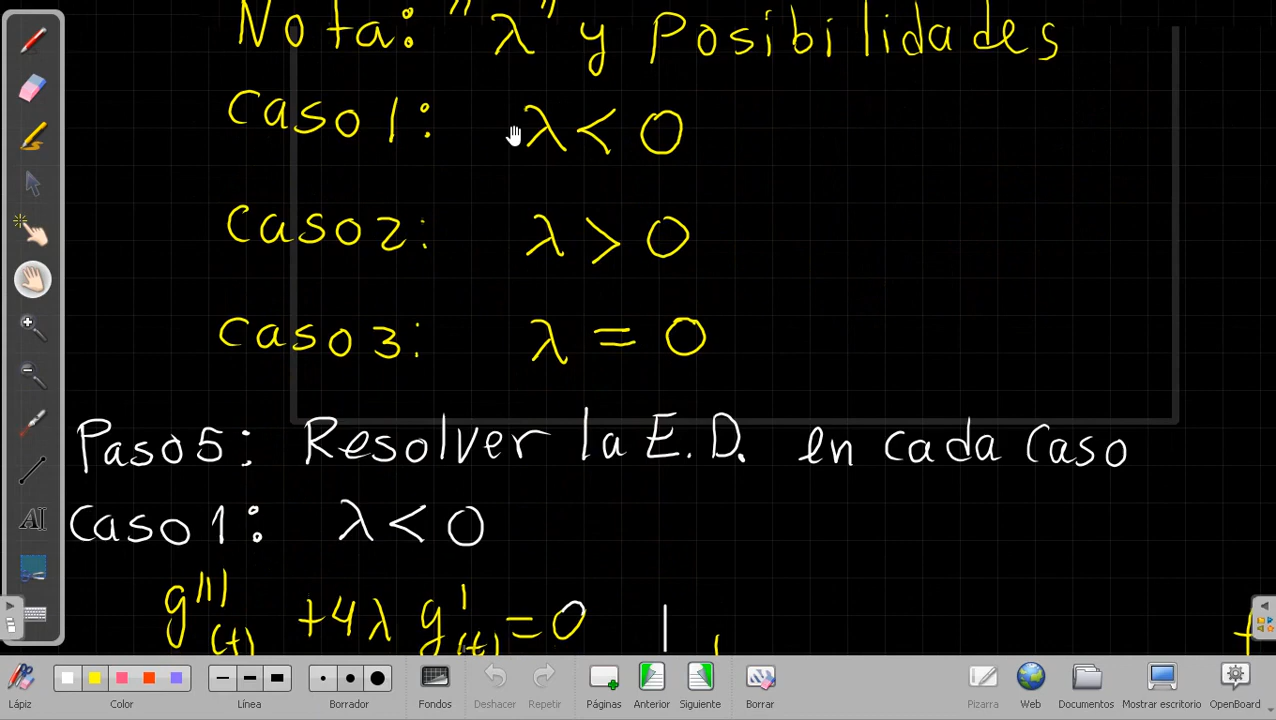 Nota: "λ" y Posibilidades
Caso 1: λ < 0
Caso 2: λ > 0
Caso 3: λ = 0
Paso 5: Resolver la E.D. en cada Caso
Caso 1: λ < 0
g'''(t) + 4λ g'(t) = 0
Lápiz Color Línea Borrador Fondos Deshacer Repetir Páginas Anterior Siguiente Borrar Pizarra Web Documentos Mostrar escritorio OpenBoard